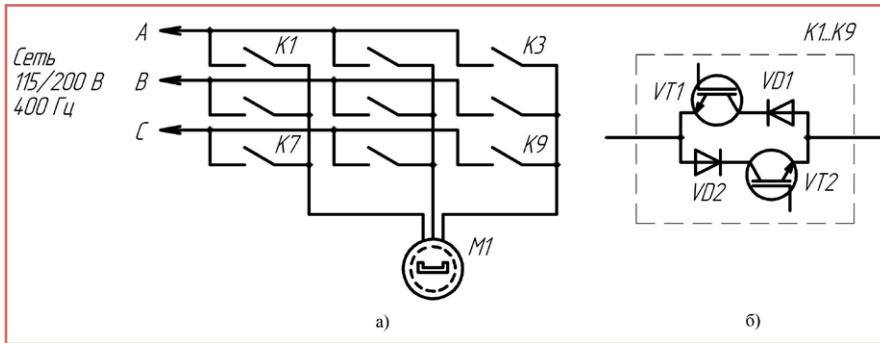 A
K1
K3
K1...K9
Сеть
115/200 В
400 Гц
B
C
K7
K9
M1
VT1
VD1
VD2
VT2
а)
б)